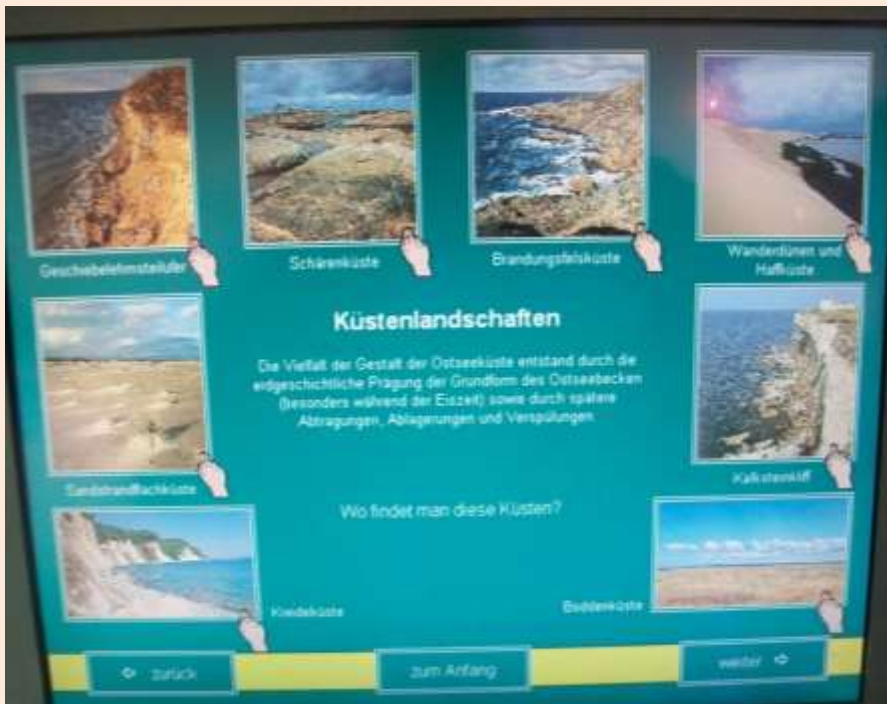 Geschiebelehmsteilufer
Schärenküste
Brandungsfelsküste
Wanderdünen und
Haffküste
Küstenlandschaften
Die Vielfalt der Gestalt der Ostseeküste entstand durch die
erdgeschichtliche Prägung der Grundform des Ostseebecken
(besonders während der Eiszeit) sowie durch spätere
Abtragungen, Ablagerungen und Verspülungen
Sandstrandflachküste
Kalksteinkliff
Wo findet man diese Küsten?
Kreideküste
Boddenküste
zurück
zum Anfang
weiter